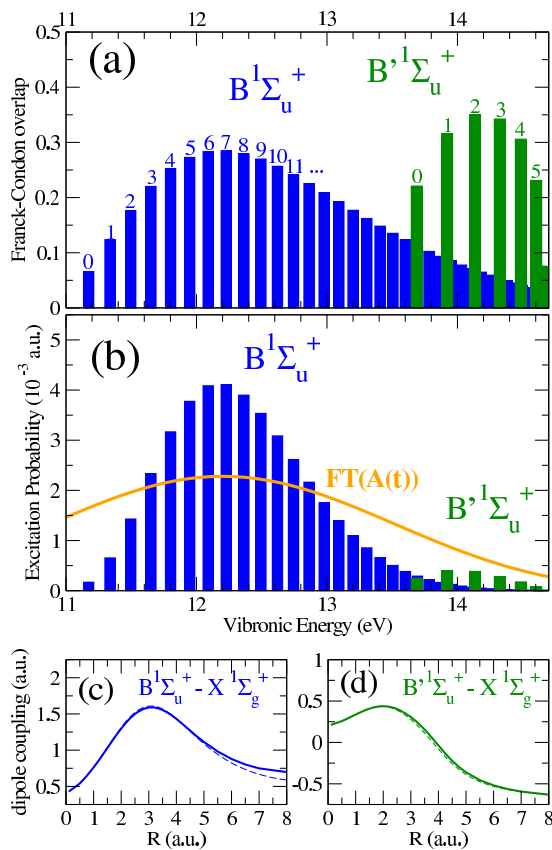 11 12 13 14
(a)
B¹Σᵤ⁺
B’¹Σᵤ⁺
Franck-Condon overlap
0.5
0.4
0.3
0.2
0.1
0
0 1 2 3 4 5 6 7 8 9 10 11 ...
0 1 2 3 4 5
(b)
B¹Σᵤ⁺
FT(A(t))
B’¹Σᵤ⁺
Excitation Probability (10⁻³ a.u.)
5
4
3
2
1
0
11 12 13 14
Vibronic Energy (eV)
(c)
B¹Σᵤ⁺ - X¹Σg⁺
dipole coupling (a.u.)
2
1.5
1
0.5
0 1 2 3 4 5 6 7 8
R (a.u.)
(d)
B’¹Σᵤ⁺ - X¹Σg⁺
1
0.5
0
-0.5
0 1 2 3 4 5 6 7 8
R (a.u.)